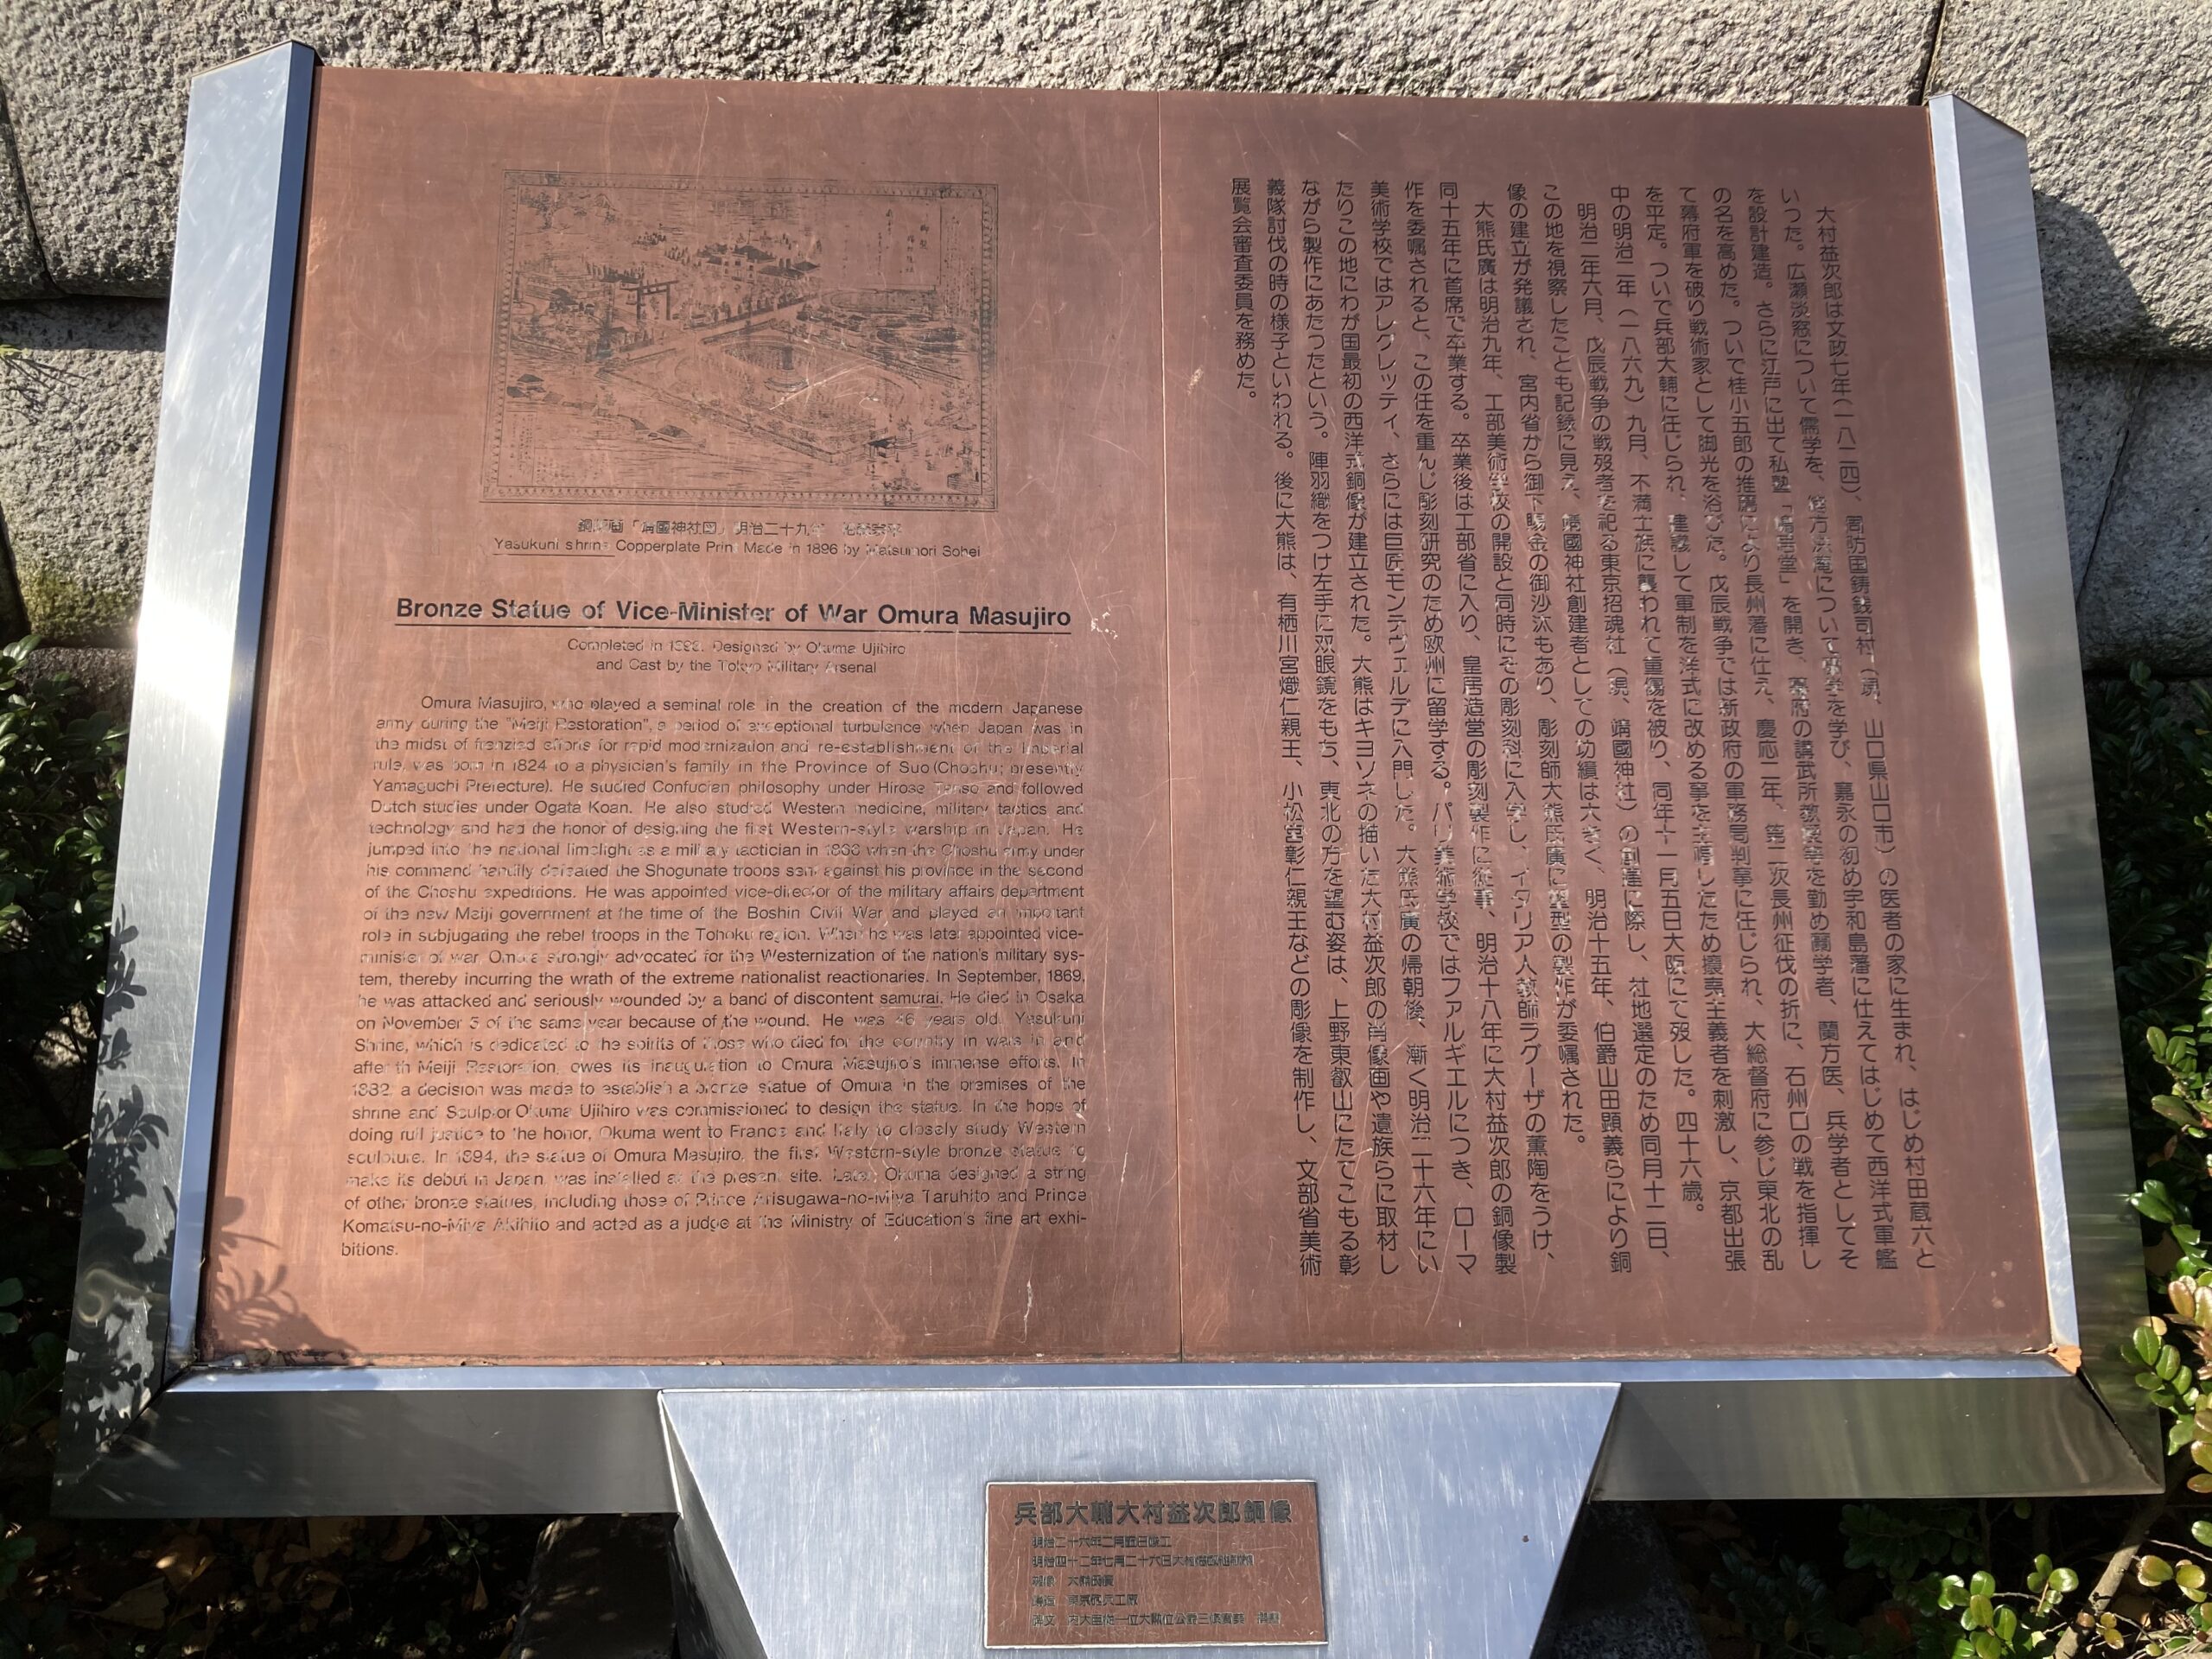 Yasukuni shrine Copperplate Print Made in 1896 by Matsumori Sohei
Bronze Statue of Vice-Minister of War Omura Masujiro
Completed in Designed by Okuma Ujihiro
and Cast by the Tokyo Military Arsenal
Omura Masujiro, who played a seminal role in the creation of the modern Japanese
army during the "Meiji Restoration", a period of exceptional turbulence when Japan was in
the midst of frenzied efforts for rapid modernization and re-establishment of the Imperial
rule, was born in 1824 to a physician's family in the Province of Suo (Choshu; presently
Yamaguchi Prefecture). He studied Confucian philosophy under Hirose Tanso and followed
Dutch studies under Ogata Koan. He also studied Western medicine, military tactics and
technology and had the honor of designing the first Western-style warship in Japan. He
jumped into the national limelight as a military tactician in when the Choshu army under
his command handily defeated the Shogunate troops sent against his province in the second
of the Choshu expeditions. He was appointed vice-director of the military affairs department
of the new Meiji government at the time of the Boshin Civil War and played an important
role in subjugating the rebel troops in the Tohoku region. When he was later appointed vice-
minister of war, Omura strongly advocated for the Westernization of the nation's military sys-
tem, thereby incurring the wrath of the extreme nationalist reactionaries. In September, 1869,
he was attacked and seriously wounded by a band of discontent samurai. He died in Osaka
on November 5 of the same year because of the wound. He was 46 years old. Yasukuni
Shrine, which is dedicated to the spirits of those who died for the country in wars in and
after th Meiji Restoration, owes its inauguration to Omura Masujiro's immense efforts. In
1882, a decision was made to establish a bronze statue of Omura in the premises of the
shrine and Sculptor Okuma Ujihiro was commissioned to design the statue. In the hope of
doing full justice to the honor, Okuma went to France and Italy to closely study Western
sculpture. In 1894, the statue of Omura Masujiro, the first Western-style bronze statue to
make its debut in Japan, was installed at the present site. Later, Okuma designed a string
of other bronze statues, including those of Prince Arisugawa-no-Miya Taruhito and Prince
Komatsu-no-Miya Akihito and acted as a judge at the Ministry of Education's fine art exhi-
bitions.
大村益次郎は文政七年(一八二四)、周防国鋳銭司村(現、山口県山口市)の医者の家に生まれ、はじめ村田蔵六と
いった。広瀬淡窓について儒学を、緒方洪庵について蘭学を学び、嘉永の初め宇和島藩に仕えてはじめて西洋式軍艦
を設計建造。さらに江戸に出て私塾「鳩居堂」を開き、幕府の講武所教授等を勤め蘭学者、蘭方医、兵学者としてそ
の名を高めた。ついで桂小五郎の推薦により長州藩に仕え、慶応二年、第二次長州征伐の折に、石州口の戦を指揮し
て幕府軍を破り戦術家として脚光を浴びた。戊辰戦争では新政府の軍務局判事に任じられ、大総督府に参じ東北の乱
を平定。ついで兵部大輔に任じられ、建議して軍制を洋式に改める事を主唱したため攘夷主義者を刺激し、京都出張
中の明治二年(一八六九)九月、不満士族に襲われて重傷を被り、同年十一月五日大阪にて歿した。四十六歳。
明治二年六月、戊辰戦争の戦歿者を祀る東京招魂社(現、靖國神社)の創建に際し、社地選定のため同月十二日、
この地を視察したことも記録に見え、靖國神社創建者としての功績は大きく、明治十五年、伯爵山田顕義らにより銅
像の建立が発議され、宮内省から御下賜金の御沙汰もあり、彫刻師大熊氏廣に原型の製作が委嘱された。
大熊氏廣は明治九年、工部美術学校の開設と同時にその彫刻科に入学し、イタリア人教師ラグーザの薫陶をうけ、
同十五年に首席で卒業する。卒業後は工部省に入り、皇居造営の彫刻製作に従事、明治十八年に大村益次郎の銅像製
作を委嘱されると、この任を重んじ彫刻研究のため欧州に留学する。パリ美術学校ではファルギエルにつき、ローマ
美術学校ではアレグレッティ、さらには巨匠モンテヴェルデに入門した。大熊氏廣の帰朝後、漸く明治二十六年にい
たりこの地にわが国最初の西洋式銅像が建立された。大熊はキヨソネの描いた大村益次郎の肖像画や遺族らに取材し
ながら製作にあたったという。陣羽織をつけ左手に双眼鏡をもち、東北の方を望む姿は、上野東叡山にたてこもる彰
義隊討伐の時の様子といわれる。後に大熊は、有栖川宮熾仁親王、小松宮彰仁親王などの彫像を制作し、文部省美術
展覧会審査委員を務めた。
兵部大輔大村益次郎銅像